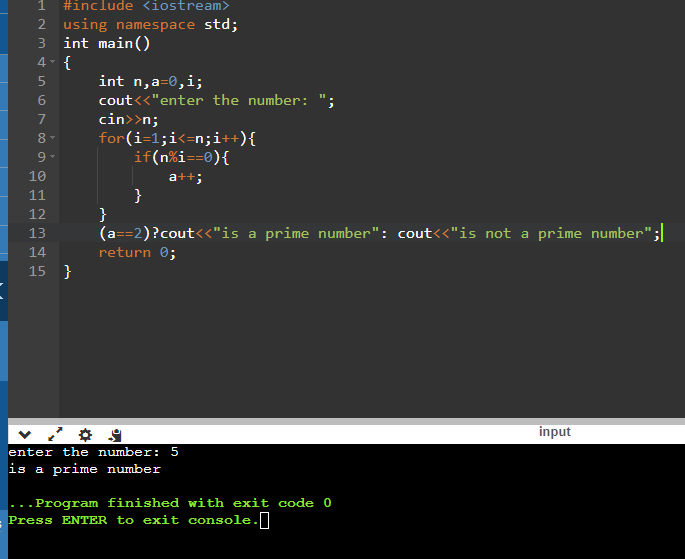 1 #include <iostream>
2 using namespace std;
3 int main()
4 {
5     int n,a=0,i;
6     cout<<"enter the number: ";
7     cin>>n;
8     for(i=1;i<=n;i++){
9         if(n%i==0){
10             a++;
11         }
12     }
13     (a==2)?cout<<"is a prime number": cout<<"is not a prime number";
14     return 0;
15 }
input
enter the number: 5
is a prime number
...Program finished with exit code 0
Press ENTER to exit console.